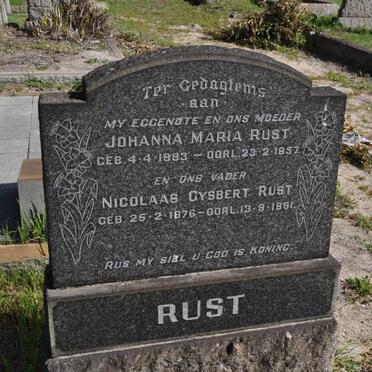 Ter Gedagtenis
aan
MY EGGENOTE EN ONS MOEDER
JOHANNA MARIA RUST
GEB. 4-4-1883 — OORL. 23-2-1957
EN ONS VADER
NICOLAAS GYSBERT RUST
GEB. 25-2-1876 — OORL. 13-9-1961
RUS MY SIEL U GOD IS KONING.
RUST